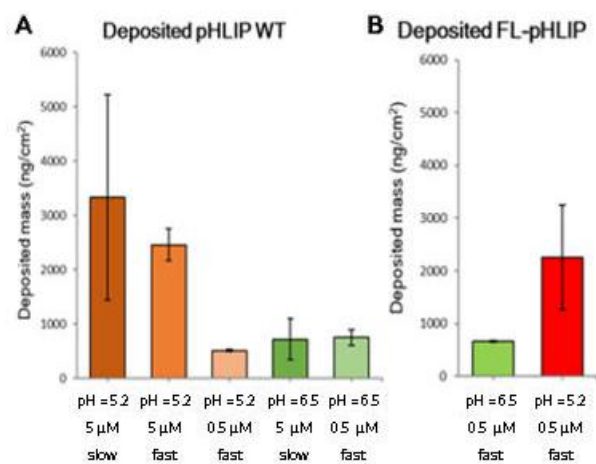 A
Deposited pHLIP WT
Deposited mass (ng/cm²)
6000
5000
4000
3000
2000
1000
0
pH =5.2
5 µM
slow
pH =5.2
5 µM
fast
pH =5.2
0.5 µM
fast
pH =6.5
5 µM
slow
pH =6.5
0.5 µM
fast
B
Deposited FL-pHLIP
Deposited mass (ng/cm²)
6000
5000
4000
3000
2000
1000
0
pH =6.5
0.5 µM
fast
pH =5.2
0.5 µM
fast